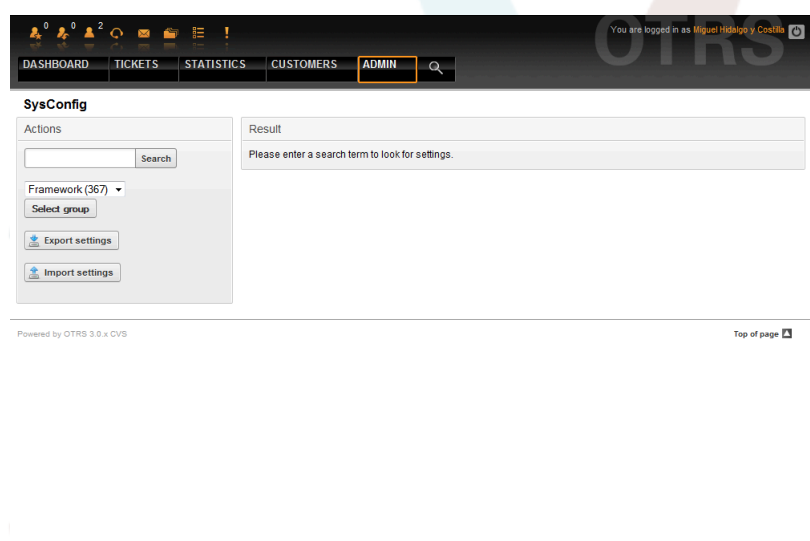 0 0 2
You are logged in as Miguel Hidalgo y Costilla
OTRS
DASHBOARD TICKETS STATISTICS CUSTOMERS ADMIN
SysConfig
Actions
Result
Search
Please enter a search term to look for settings.
Framework (367)
Select group
Export settings
Import settings
Powered by OTRS 3.0.x CVS
Top of page